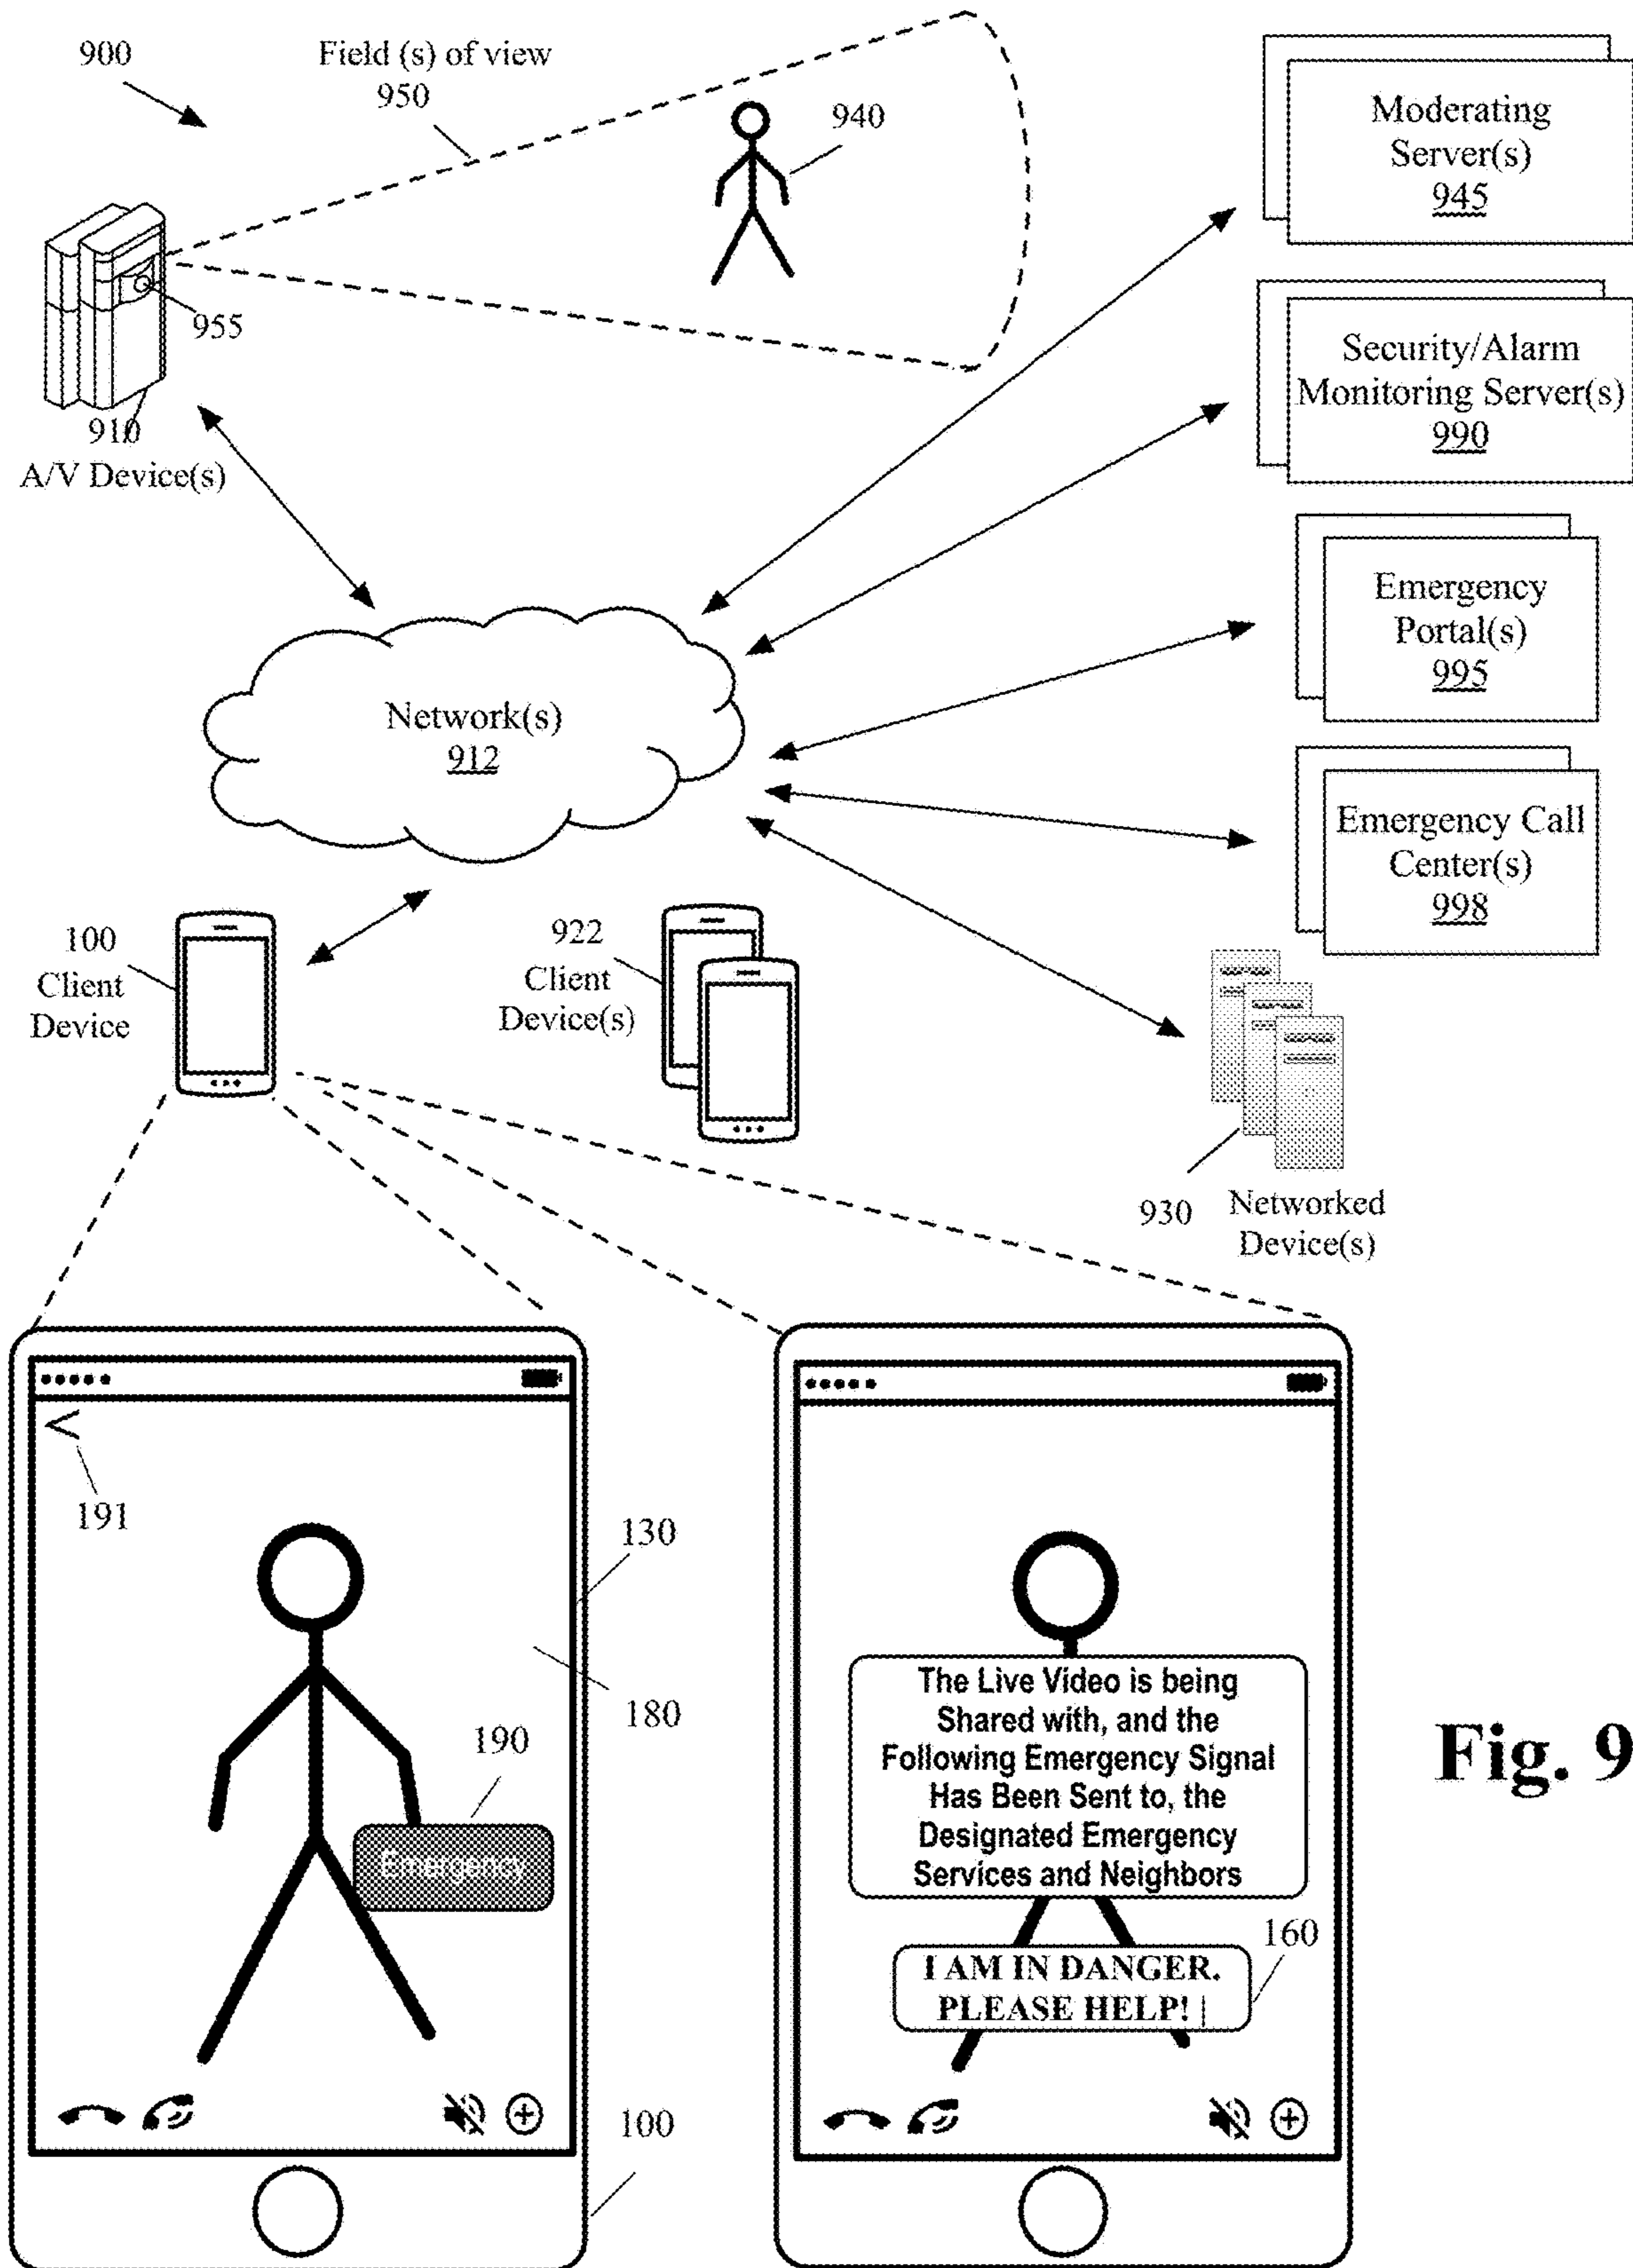 900
Field (s) of view
950
940
955
910
A/V Device(s)
Moderating
Server(s)
945
Security/Alarm
Monitoring Server(s)
990
Emergency
Portal(s)
995
Network(s)
912
Emergency Call
Center(s)
998
100
Client
Device
922
Client
Device(s)
930
Networked
Device(s)
191
130
180
190
Emergency
100
The Live Video is being
Shared with, and the
Following Emergency Signal
Has Been Sent to, the
Designated Emergency
Services and Neighbors
160
I AM IN DANGER.
PLEASE HELP! |
Fig. 9